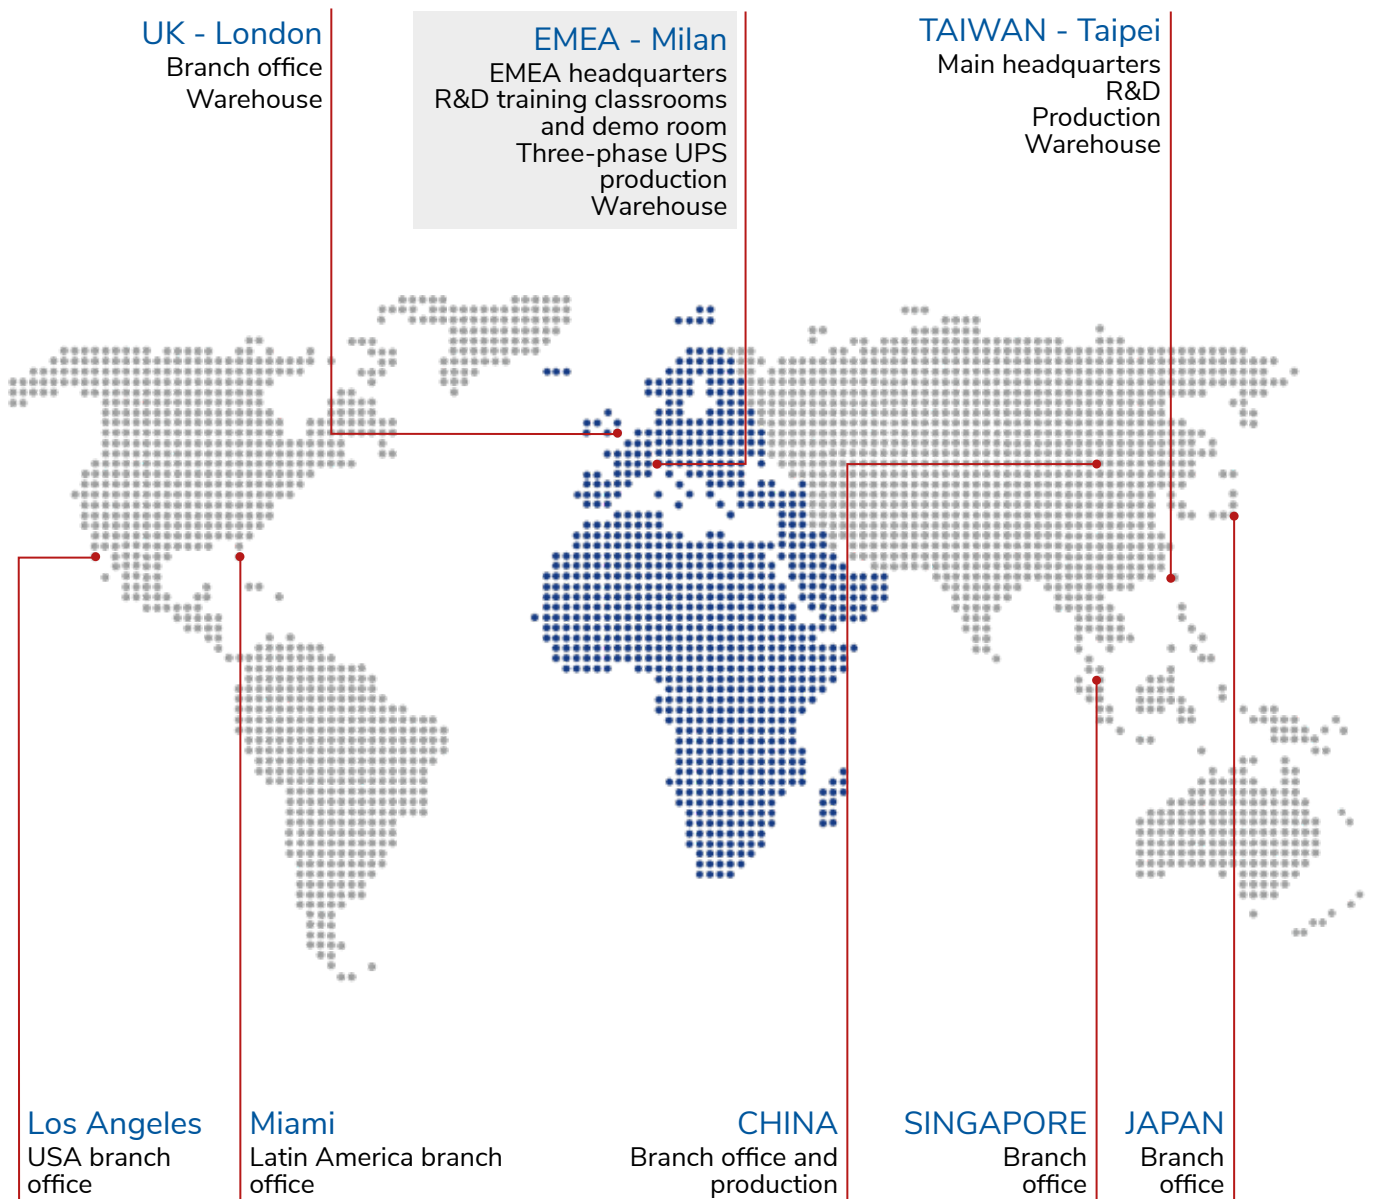 UK - London
Branch office
Warehouse
EMEA - Milan
EMEA headquarters
R&D training classrooms
and demo room
Three-phase UPS
production
Warehouse
TAIWAN - Taipei
Main headquarters
R&D
Production
Warehouse
Los Angeles
USA branch
office
Miami
Latin America branch
office
CHINA
Branch office and
production
SINGAPORE
Branch
office
JAPAN
Branch
office